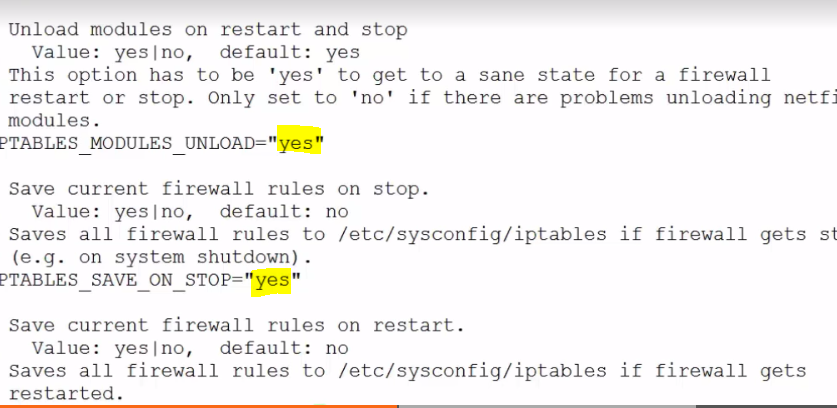 Unload modules on restart and stop
Value: yes|no, default: yes
This option has to be 'yes' to get to a sane state for a firewall
restart or stop. Only set to 'no' if there are problems unloading netfi
modules.
PTABLES_MODULES_UNLOAD="yes"
Save current firewall rules on stop.
Value: yes|no, default: no
Saves all firewall rules to /etc/sysconfig/iptables if firewall gets st
(e.g. on system shutdown).
PTABLES_SAVE_ON_STOP="yes"
Save current firewall rules on restart.
Value: yes|no, default: no
Saves all firewall rules to /etc/sysconfig/iptables if firewall gets
restarted.